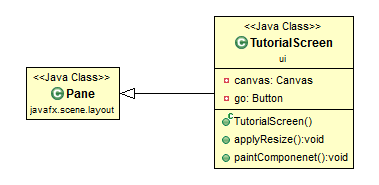 <<Java Class>>
Pane
javafx.scene.layout
<<Java Class>>
TutorialScreen
ui
canvas: Canvas
go: Button
TutorialScreen()
applyResize():void
paintComponenet():void